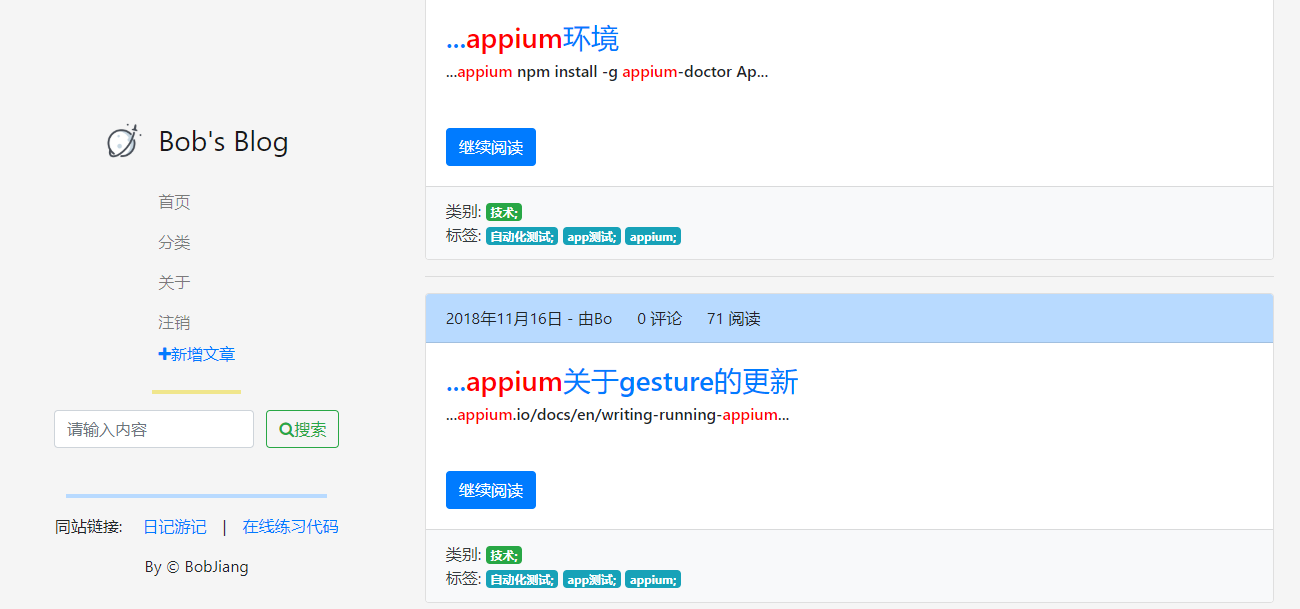 Bob's Blog
首页
分类
关于
注销
新增文章
请输入内容 搜索
同站链接: 日记游记 | 在线练习代码
By © BobJiang
...appium环境
...appium npm install -g appium-doctor Ap...
继续阅读
类别: 技术;
标签: 自动化测试; app测试; appium;
2018年11月16日 - 由Bo 0 评论 71 阅读
...appium关于gesture的更新
...appium.io/docs/en/writing-running-appium...
继续阅读
类别: 技术;
标签: 自动化测试; app测试; appium;